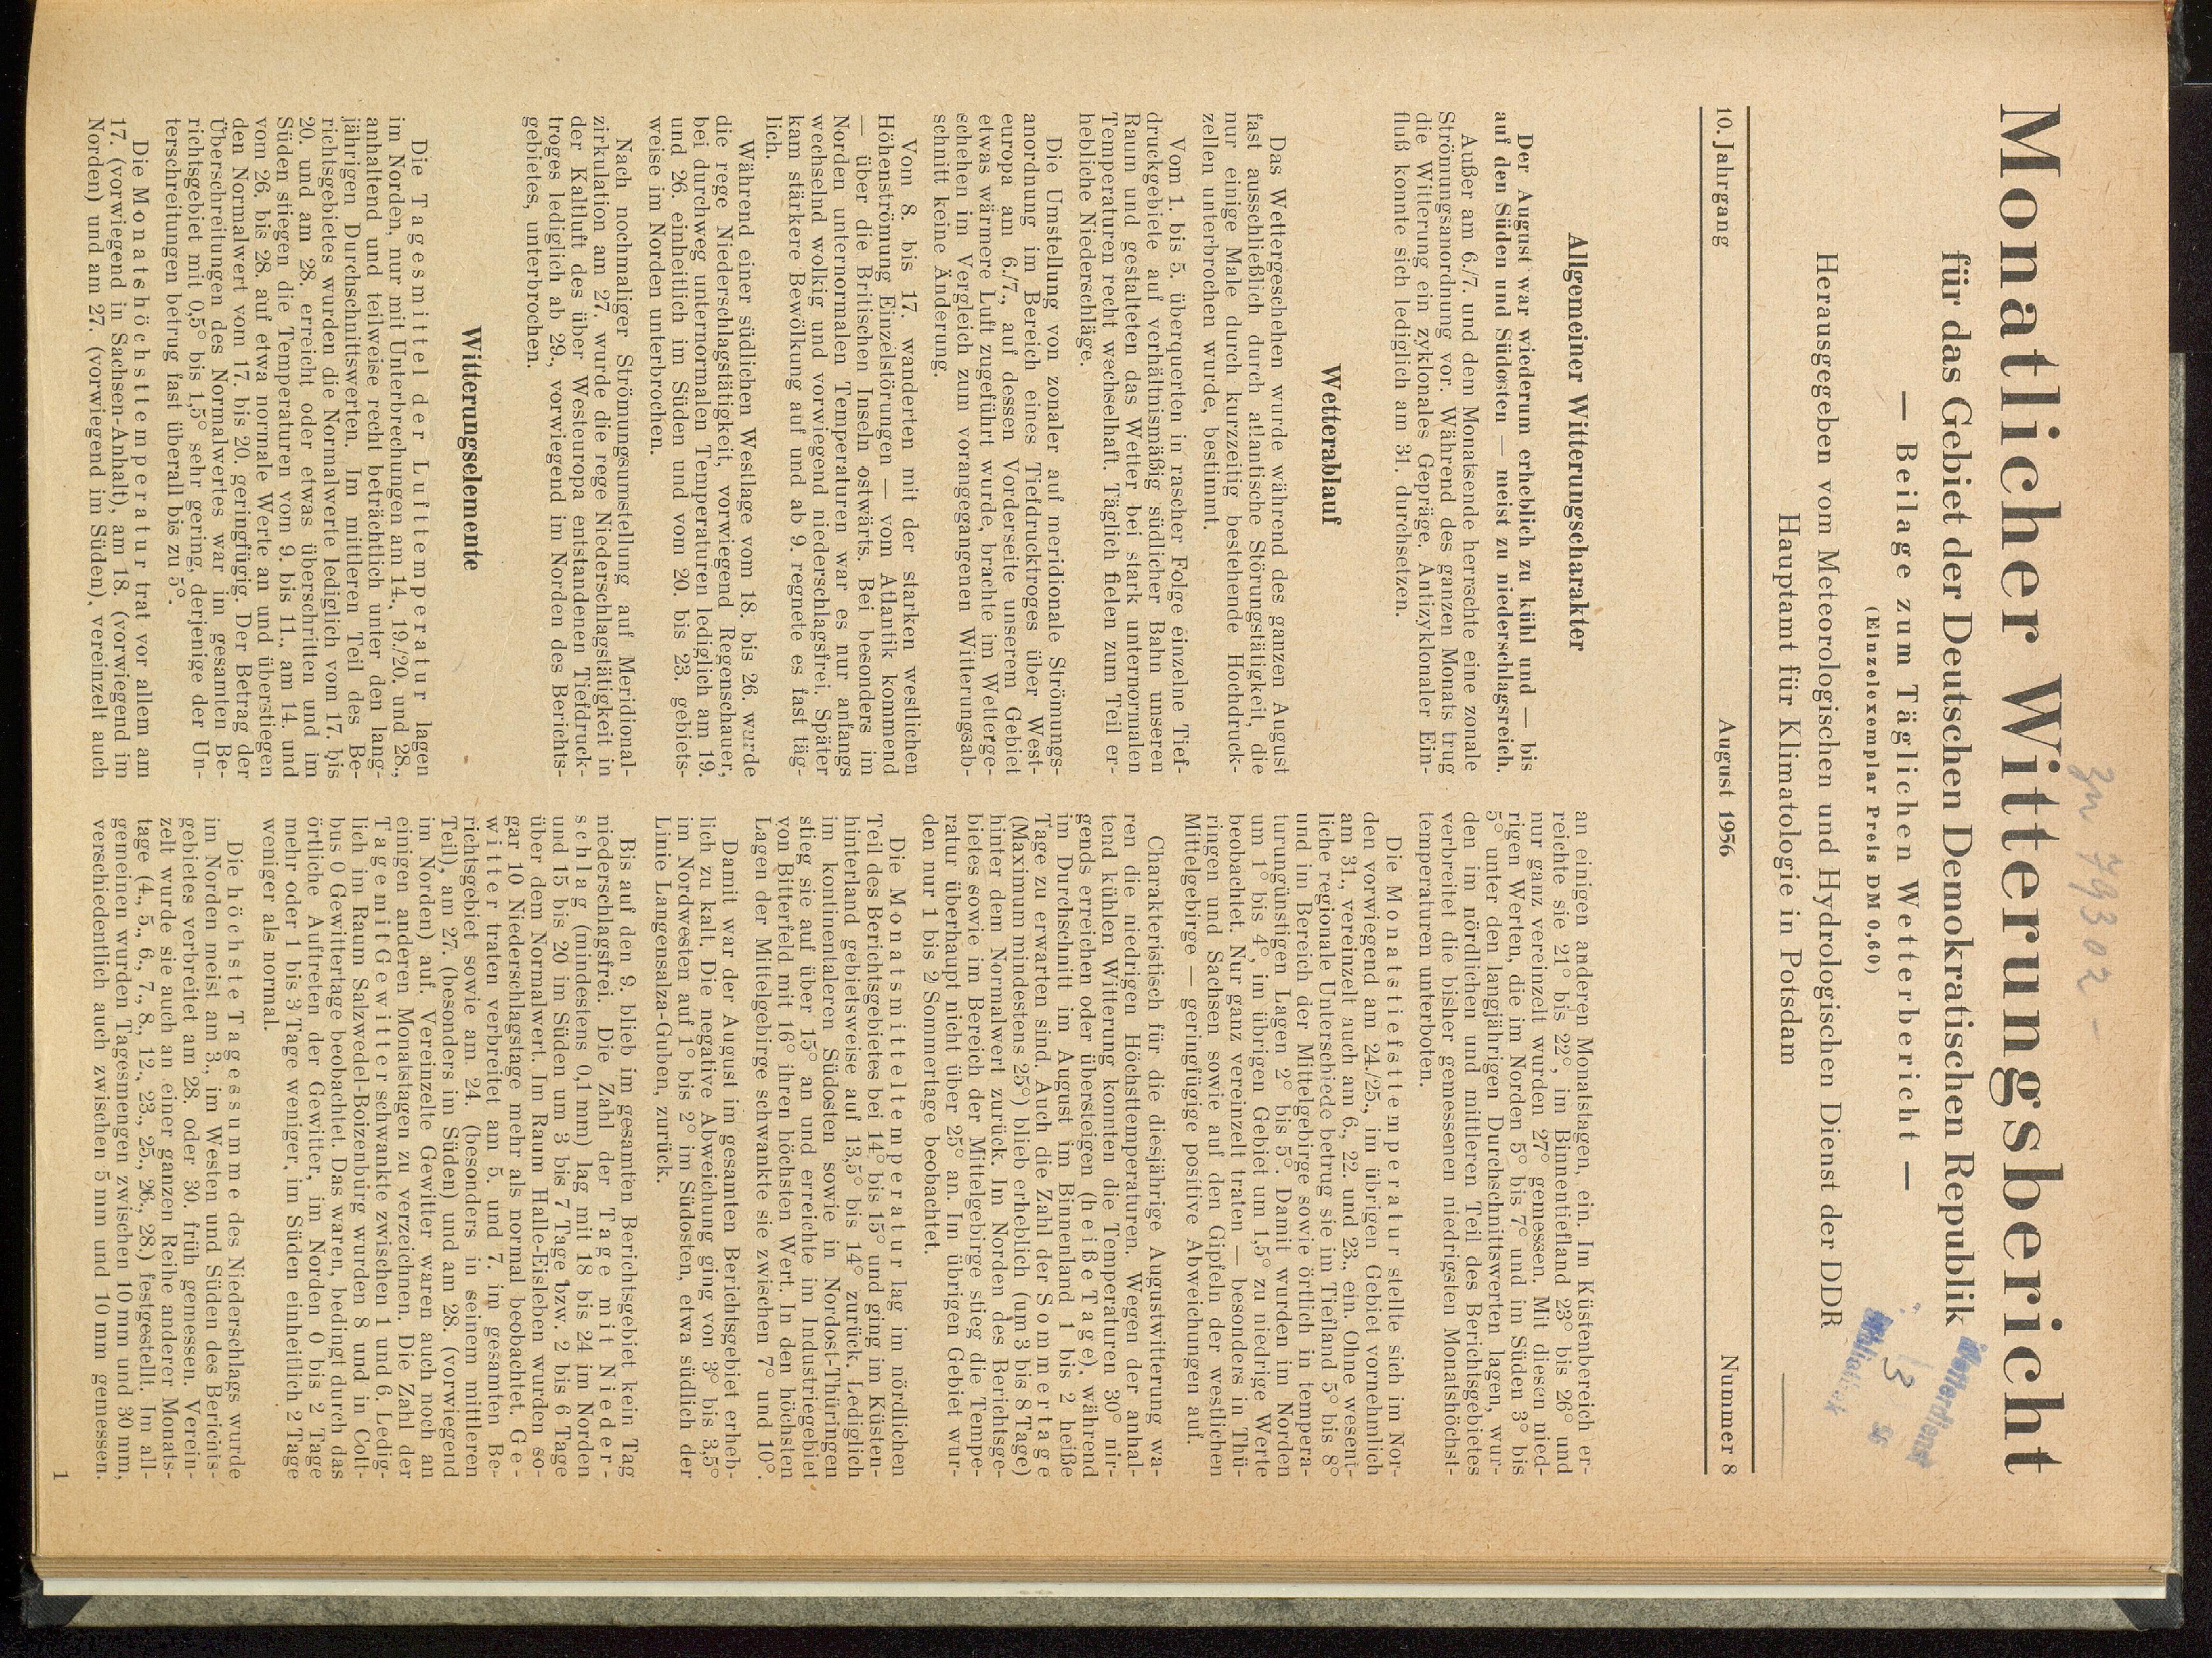 Zu 79302 –
Monatlicher Witterungsbericht
für das Gebiet der Deutschen Demokratischen Republik
— Beilage zum Täglichen Wetterbericht —
(Einzelexemplar Preis DM 0,60)
Herausgegeben vom Meteorologischen und Hydrologischen Dienst der DDR
Hauptamt für Klimatologie in Potsdam
Wetterdienst
3 56
Bibliothek
10. Jahrgang August 1956 Nummer 8
Allgemeiner Witterungscharakter
Der August war wiederum erheblich zu kühl und — bis
auf den Süden und Südosten — meist zu niederschlagsreich.
Außer am 6./7. und dem Monatsende herrschte eine zonale
Strömungsanordnung vor. Während des ganzen Monats trug
die Witterung ein zyklonales Gepräge. Antizyklonaler Ein-
fluß konnte sich lediglich am 31. durchsetzen.
Wetterablauf
Das Wettergeschehen wurde während des ganzen August
fast ausschließlich durch atlantische Störungstätigkeit, die
nur einige Male durch kurzzeitig bestehende Hochdruck-
zellen unterbrochen wurde, bestimmt.
Vom 1. bis 5. überquerten in rascher Folge einzelne Tief-
druckgebiete auf verhältnismäßig südlicher Bahn unseren
Raum und gestalteten das Wetter bei stark unternormalen
Temperaturen recht wechselhaft. Täglich fielen zum Teil er-
hebliche Niederschläge.
Die Umstellung von zonaler auf meridionale Strömungs-
anordnung im Bereich eines Tiefdrucktroges über West-
europa am 6./7., auf dessen Vorderseite unserem Gebiet
etwas wärmere Luft zugeführt wurde, brachte im Wetterge-
schehen im Vergleich zum vorangegangenen Witterungsab-
schnitt keine Änderung.
Vom 8. bis 17. wanderten mit der starken westlichen
Höhenströmung Einzelstörungen — vom Atlantik kommend
— über die Britischen Inseln ostwärts. Bei besonders im
Norden unternormalen Temperaturen war es nur anfangs
wechselnd wolkig und vorwiegend niederschlagsfrei. Später
kam stärkere Bewölkung auf und ab 9. regnete es fast täg-
lich.
Während einer südlichen Westlage vom 18. bis 26. wurde
die rege Niederschlagstätigkeit, vorwiegend Regenschauer,
bei durchweg unternormalen Temperaturen lediglich am 19.
und 26. einheitlich im Süden und vom 20. bis 23. gebiets-
weise im Norden unterbrochen.
Nach nochmaliger Strömungsumstellung auf Meridional-
zirkulation am 27. wurde die rege Niederschlagstätigkeit in
der Kaltluft des über Westeuropa entstandenen Tiefdruck-
troges lediglich ab 29., vorwiegend im Norden des Berichts-
gebietes, unterbrochen.
Witterungselemente
Die Tagesmittel der Lufttemperatur lagen
im Norden, nur mit Unterbrechungen am 14., 19./20. und 28.,
anhaltend und teilweise recht beträchtlich unter den lang-
jährigen Durchschnittswerten. Im mittleren Teil des Be-
richtsgebietes wurden die Normalwerte lediglich vom 17. bis
20. und am 28. erreicht oder etwas überschritten und im
Süden stiegen die Temperaturen vom 9. bis 11., am 14. und
vom 26. bis 28. auf etwa normale Werte an und überstiegen
den Normalwert vom 17. bis 20. geringfügig. Der Betrag der
Überschreitungen des Normalwertes war im gesamten Be-
richtsgebiet mit 0,5° bis 1,5° sehr gering, derjenige der Un-
terschreitungen betrug fast überall bis zu 5°.
Die Monatshöchsttemperatur trat vor allem am
17. (vorwiegend in Sachsen-Anhalt), am 18. (vorwiegend im
Norden) und am 27. (vorwiegend im Süden), vereinzelt auch
an einigen anderen Monatstagen, ein. Im Küstenbereich er-
reichte sie 21° bis 22°, im Binnentiefland 23° bis 26° und
nur ganz vereinzelt wurden 27° gemessen. Mit diesen nied-
rigen Werten, die im Norden 5° bis 7° und im Süden 3° bis
5° unter den langjährigen Durchschnittswerten lagen, wur-
den im nördlichen und mittleren Teil des Berichtsgebietes
verbreitet die bisher gemessenen niedrigsten Monatshöchst-
temperaturen unterboten.
Die Monatstiefsttemperatur stellte sich im Nor-
den vorwiegend am 24./25., im übrigen Gebiet vornehmlich
am 31., vereinzelt auch am 6., 22. und 23., ein. Ohne wesent-
liche regionale Unterschiede betrug sie im Tiefland 5° bis 8°
und im Bereich der Mittelgebirge sowie örtlich in tempera-
turungünstigen Lagen 2° bis 5°. Damit wurden im Norden
um 1° bis 4°, im übrigen Gebiet um 1,5° zu niedrige Werte
beobachtet. Nur ganz vereinzelt traten — besonders in Thü-
ringen und Sachsen sowie auf den Gipfeln der westlichen
Mittelgebirge — geringfügige positive Abweichungen auf.
Charakteristisch für die diesjährige Augustwitterung wa-
ren die niedrigen Höchsttemperaturen. Wegen der anhal-
tend kühlen Witterung konnten die Temperaturen 30° nir-
gends erreichen oder übersteigen (heiße Tage), während
im Durchschnitt im August im Binnenland 1 bis 2 heiße
Tage zu erwarten sind. Auch die Zahl der Sommertage
(Maximum mindestens 25°) blieb erheblich (um 3 bis 8 Tage)
hinter dem Normalwert zurück. Im Norden des Berichtsge-
bietes sowie im Bereich der Mittelgebirge stieg die Tempe-
ratur überhaupt nicht über 25° an. Im übrigen Gebiet wur-
den nur 1 bis 2 Sommertage beobachtet.
Die Monatsmitteltemperatur lag im nördlichen
Teil des Berichtsgebietes bei 14° bis 15° und ging im Küsten-
hinterland gebietsweise auf 13,5° bis 14° zurück. Lediglich
im kontinentaleren Südosten sowie in Nordost-Thüringen
stieg sie auf über 15° an und erreichte im Industriegebiet
von Bitterfeld mit 16° ihren höchsten Wert. In den höchsten
Lagen der Mittelgebirge schwankte sie zwischen 7° und 10°.
Damit war der August im gesamten Berichtsgebiet erheb-
lich zu kalt. Die negative Abweichung ging von 3° bis 3,5°
im Nordwesten auf 1° bis 2° im Südosten, etwa südlich der
Linie Langensalza-Guben, zurück.
Bis auf den 9. blieb im gesamten Berichtsgebiet kein Tag
niederschlagsfrei. Die Zahl der Tage mit Nieder-
schlag (mindestens 0,1 mm) lag mit 18 bis 24 im Norden
und 15 bis 20 im Süden um 3 bis 7 Tage bzw. 2 bis 6 Tage
über dem Normalwert. Im Raum Halle-Eisleben wurden so-
gar 10 Niederschlagstage mehr als normal beobachtet. Ge-
witter traten verbreitet am 5. und 7. im gesamten Be-
richtsgebiet sowie am 24. (besonders in seinem mittleren
Teil), am 27. (besonders im Süden) und am 28. (vorwiegend
im Norden) auf. Vereinzelte Gewitter waren auch noch an
einigen anderen Monatstagen zu verzeichnen. Die Zahl der
Tage mit Gewitter schwankte zwischen 1 und 6. Ledig-
lich im Raum Salzwedel-Boizenburg wurden 8 und in Cott-
bus 0 Gewittertage beobachtet. Das waren, bedingt durch das
örtliche Auftreten der Gewitter, im Norden 0 bis 2 Tage
mehr oder 1 bis 3 Tage weniger, im Süden einheitlich 2 Tage
weniger als normal.
Die höchste Tagessumme des Niederschlags wurde
im Norden meist am 3., im Westen und Süden des Berichts-
gebietes verbreitet am 28. oder 30. früh gemessen. Verein-
zelt wurde sie auch an einer ganzen Reihe anderer Monats-
tage (4., 5., 6., 7., 8., 12., 23., 25., 26., 28.) festgestellt. Im all-
gemeinen wurden Tagesmengen zwischen 10 mm und 30 mm,
verschiedentlich auch zwischen 5 mm und 10 mm gemessen.
1